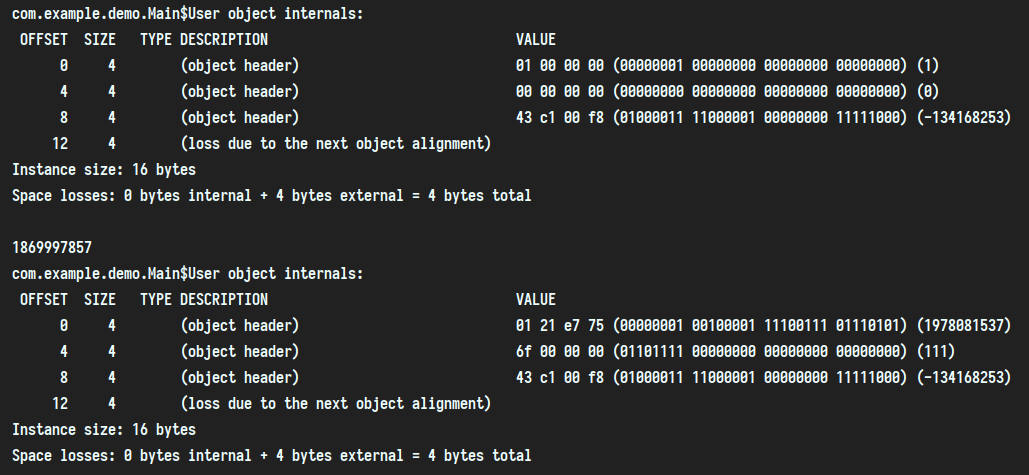 com.example.demo.Main$User object internals:
OFFSET  SIZE   TYPE DESCRIPTION                               VALUE
0     4        (object header)                           01 00 00 00 (00000001 00000000 00000000 00000000) (1)
4     4        (object header)                           00 00 00 00 (00000000 00000000 00000000 00000000) (0)
8     4        (object header)                           43 c1 00 f8 (01000011 11000001 00000000 11111000) (-134168253)
12     4        (loss due to the next object alignment)
Instance size: 16 bytes
Space losses: 0 bytes internal + 4 bytes external = 4 bytes total
1869997857
com.example.demo.Main$User object internals:
OFFSET  SIZE   TYPE DESCRIPTION                               VALUE
0     4        (object header)                           01 21 e7 75 (00000001 00100001 11100111 01110101) (1978081537)
4     4        (object header)                           6f 00 00 00 (01101111 00000000 00000000 00000000) (111)
8     4        (object header)                           43 c1 00 f8 (01000011 11000001 00000000 11111000) (-134168253)
12     4        (loss due to the next object alignment)
Instance size: 16 bytes
Space losses: 0 bytes internal + 4 bytes external = 4 bytes total